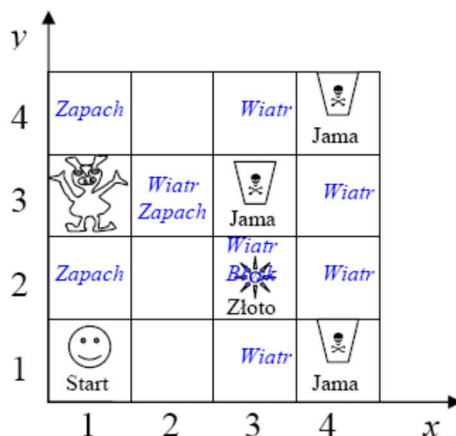 y
4
Zapach
Wiatr
Jama
3
Wiatr
Zapach
Jama
Wiatr
2
Zapach
Wiatr
Błysk
Złoto
Wiatr
1
Start
Wiatr
Jama
1
2
3
4
x